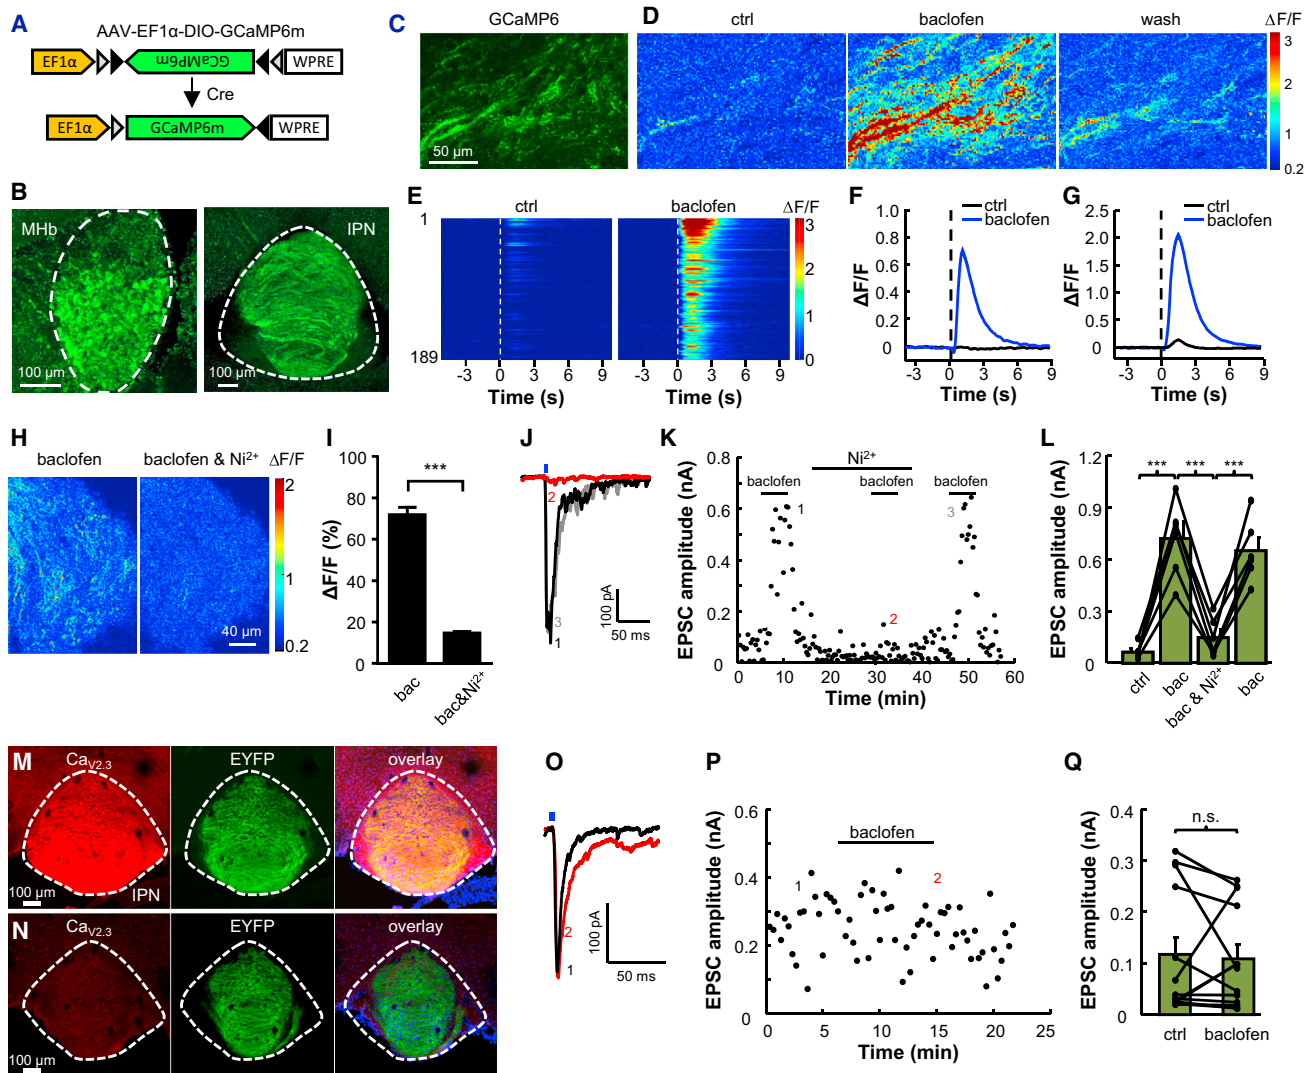 A
AAV-EF1α-DIO-GCaMP6m
EF1α
GCaMP6m
WPRE
Cre
EF1α
GCaMP6m
WPRE
B
MHb
100 µm
IPN
100 µm
C
GCaMP6
50 µm
D
ctrl
baclofen
wash
ΔF/F
3
2
1
0.2
E
ctrl
baclofen
ΔF/F
1
189
3
2
1
0
-3 0 3 6 9
-3 0 3 6 9
Time (s)
Time (s)
F
ctrl
baclofen
ΔF/F
1.0
0.8
0.6
0.4
0.2
0
-3 0 3 6 9
Time (s)
G
ctrl
baclofen
ΔF/F
2.5
2.0
1.5
1.0
0.5
0
-3 0 3 6 9
Time (s)
H
baclofen
baclofen & Ni²⁺
ΔF/F
2
1
0.2
40 µm
I
ΔF/F (%)
100
80
60
40
20
0
***
bac
bac&Ni²⁺
J
2
3
1
100 pA
50 ms
K
EPSC amplitude (nA)
0.8
0.6
0.4
0.2
0
Ni²⁺
baclofen
baclofen
baclofen
1
2
3
0 10 20 30 40 50 60
Time (min)
L
EPSC amplitude (nA)
1.2
0.9
0.6
0.3
0
*** *** ***
ctrl
bac
bac & Ni²⁺
bac
M
CaV2.3
EYFP
overlay
100 µm
IPN
N
CaV2.3
EYFP
overlay
100 µm
O
2
1
100 pA
50 ms
P
EPSC amplitude (nA)
0.6
0.4
0.2
0
baclofen
1
2
0 5 10 15 20 25
Time (min)
Q
EPSC amplitude (nA)
0.4
0.3
0.2
0.1
0
n.s.
ctrl
baclofen